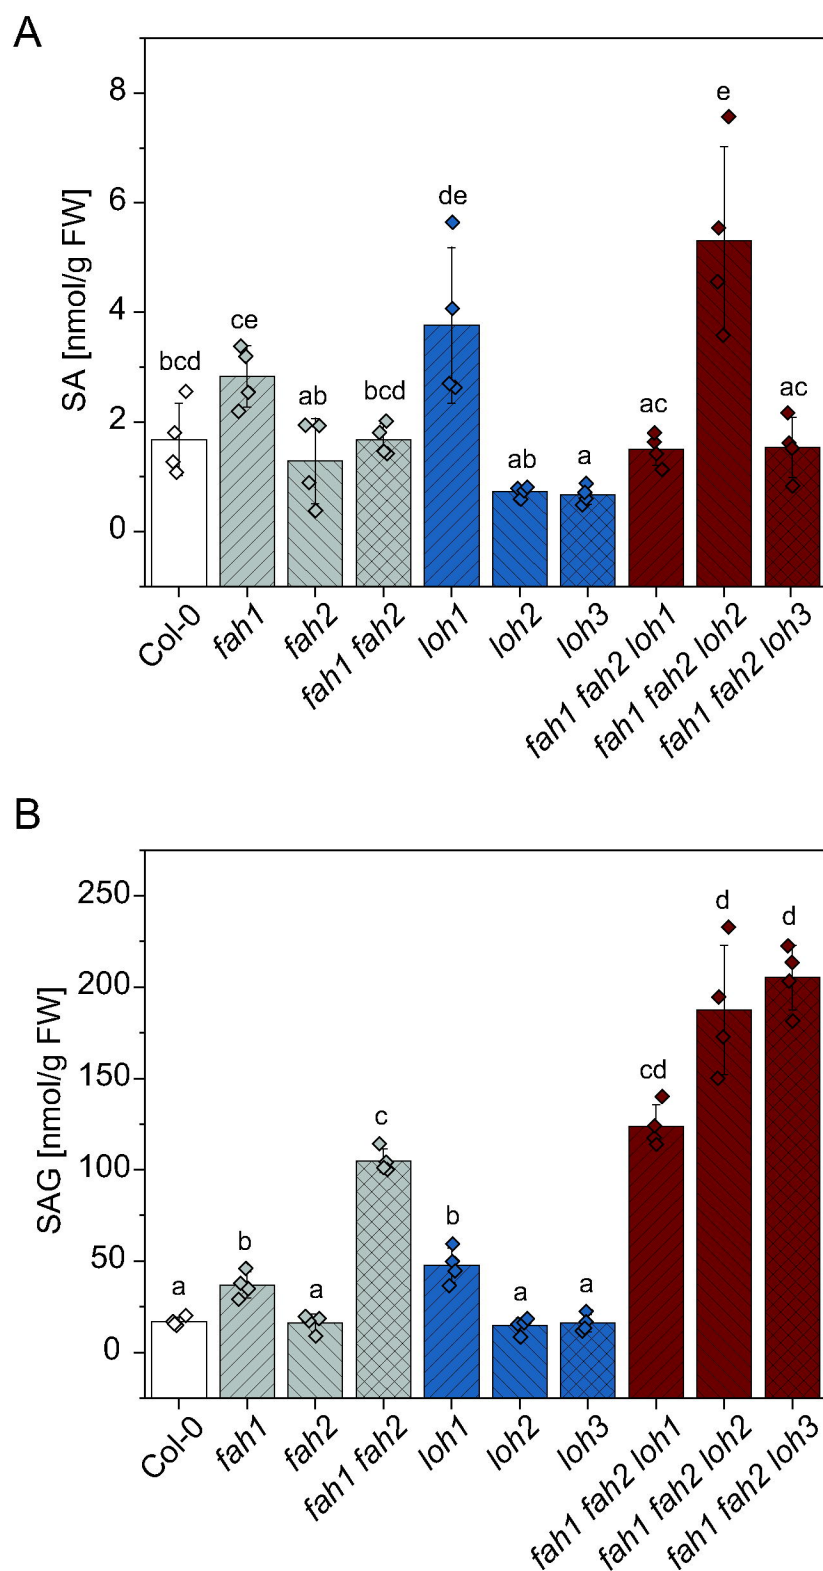 A
SA [nmol/g FW]
8
6
4
2
0
bcd
ce
ab
bcd
de
ab
a
ac
e
ac
Col-0
fah1
fah2
fah1 fah2
loh1
loh2
loh3
fah1 fah2 loh1
fah1 fah2 loh2
fah1 fah2 loh3
B
SAG [nmol/g FW]
250
200
150
100
50
0
a
b
a
c
b
a
a
cd
d
d
Col-0
fah1
fah2
fah1 fah2
loh1
loh2
loh3
fah1 fah2 loh1
fah1 fah2 loh2
fah1 fah2 loh3